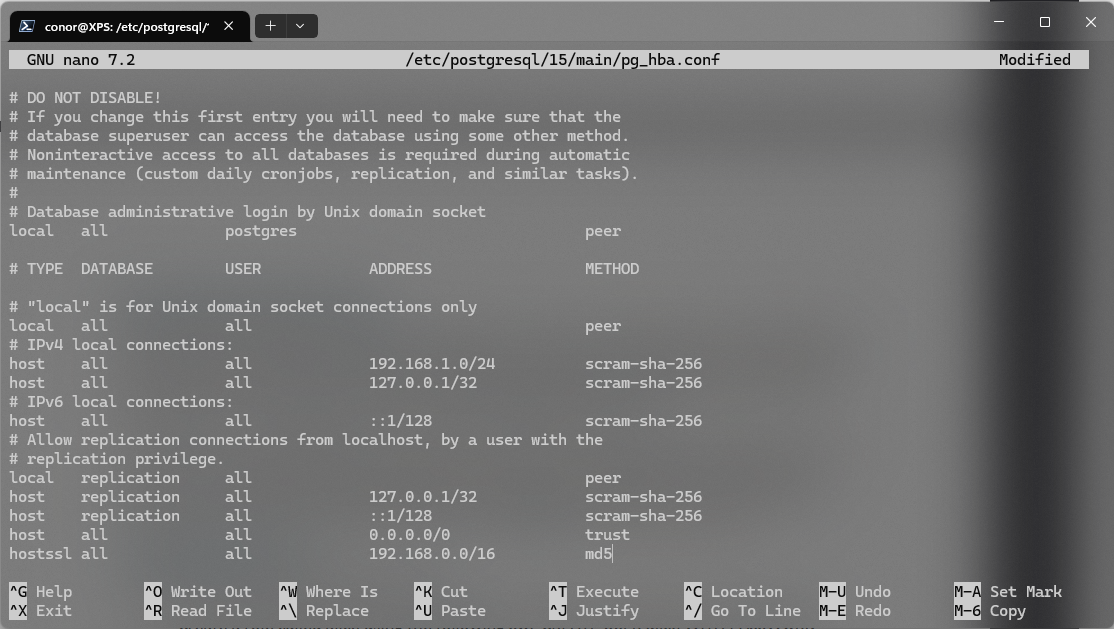 conor@XPS: /etc/postgresql/
GNU nano 7.2 /etc/postgresql/15/main/pg_hba.conf Modified
# DO NOT DISABLE!
# If you change this first entry you will need to make sure that the
# database superuser can access the database using some other method.
# Noninteractive access to all databases is required during automatic
# maintenance (custom daily cronjobs, replication, and similar tasks).
#
# Database administrative login by Unix domain socket
local   all             postgres                                peer
# TYPE  DATABASE        USER            ADDRESS                 METHOD
# "local" is for Unix domain socket connections only
local   all             all                                     peer
# IPv4 local connections:
host    all             all             192.168.1.0/24          scram-sha-256
host    all             all             127.0.0.1/32            scram-sha-256
# IPv6 local connections:
host    all             all             ::1/128                 scram-sha-256
# Allow replication connections from localhost, by a user with the
# replication privilege.
local   replication     all                                     peer
host    replication     all             127.0.0.1/32            scram-sha-256
host    replication     all             ::1/128                 scram-sha-256
host    all             all             0.0.0.0/0               trust
hostssl all             all             192.168.0.0/16          md5
^G Help ^O Write Out ^W Where Is ^K Cut ^T Execute ^C Location M-U Undo M-A Set Mark
^X Exit ^R Read File ^\ Replace ^U Paste ^J Justify ^/ Go To Line M-E Redo M-6 Copy